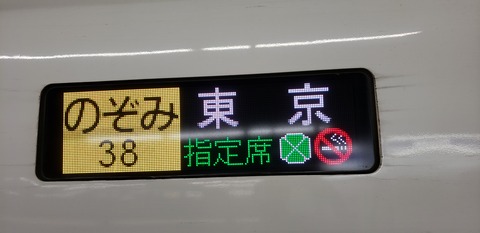 のぞみ 東京
38 指定席